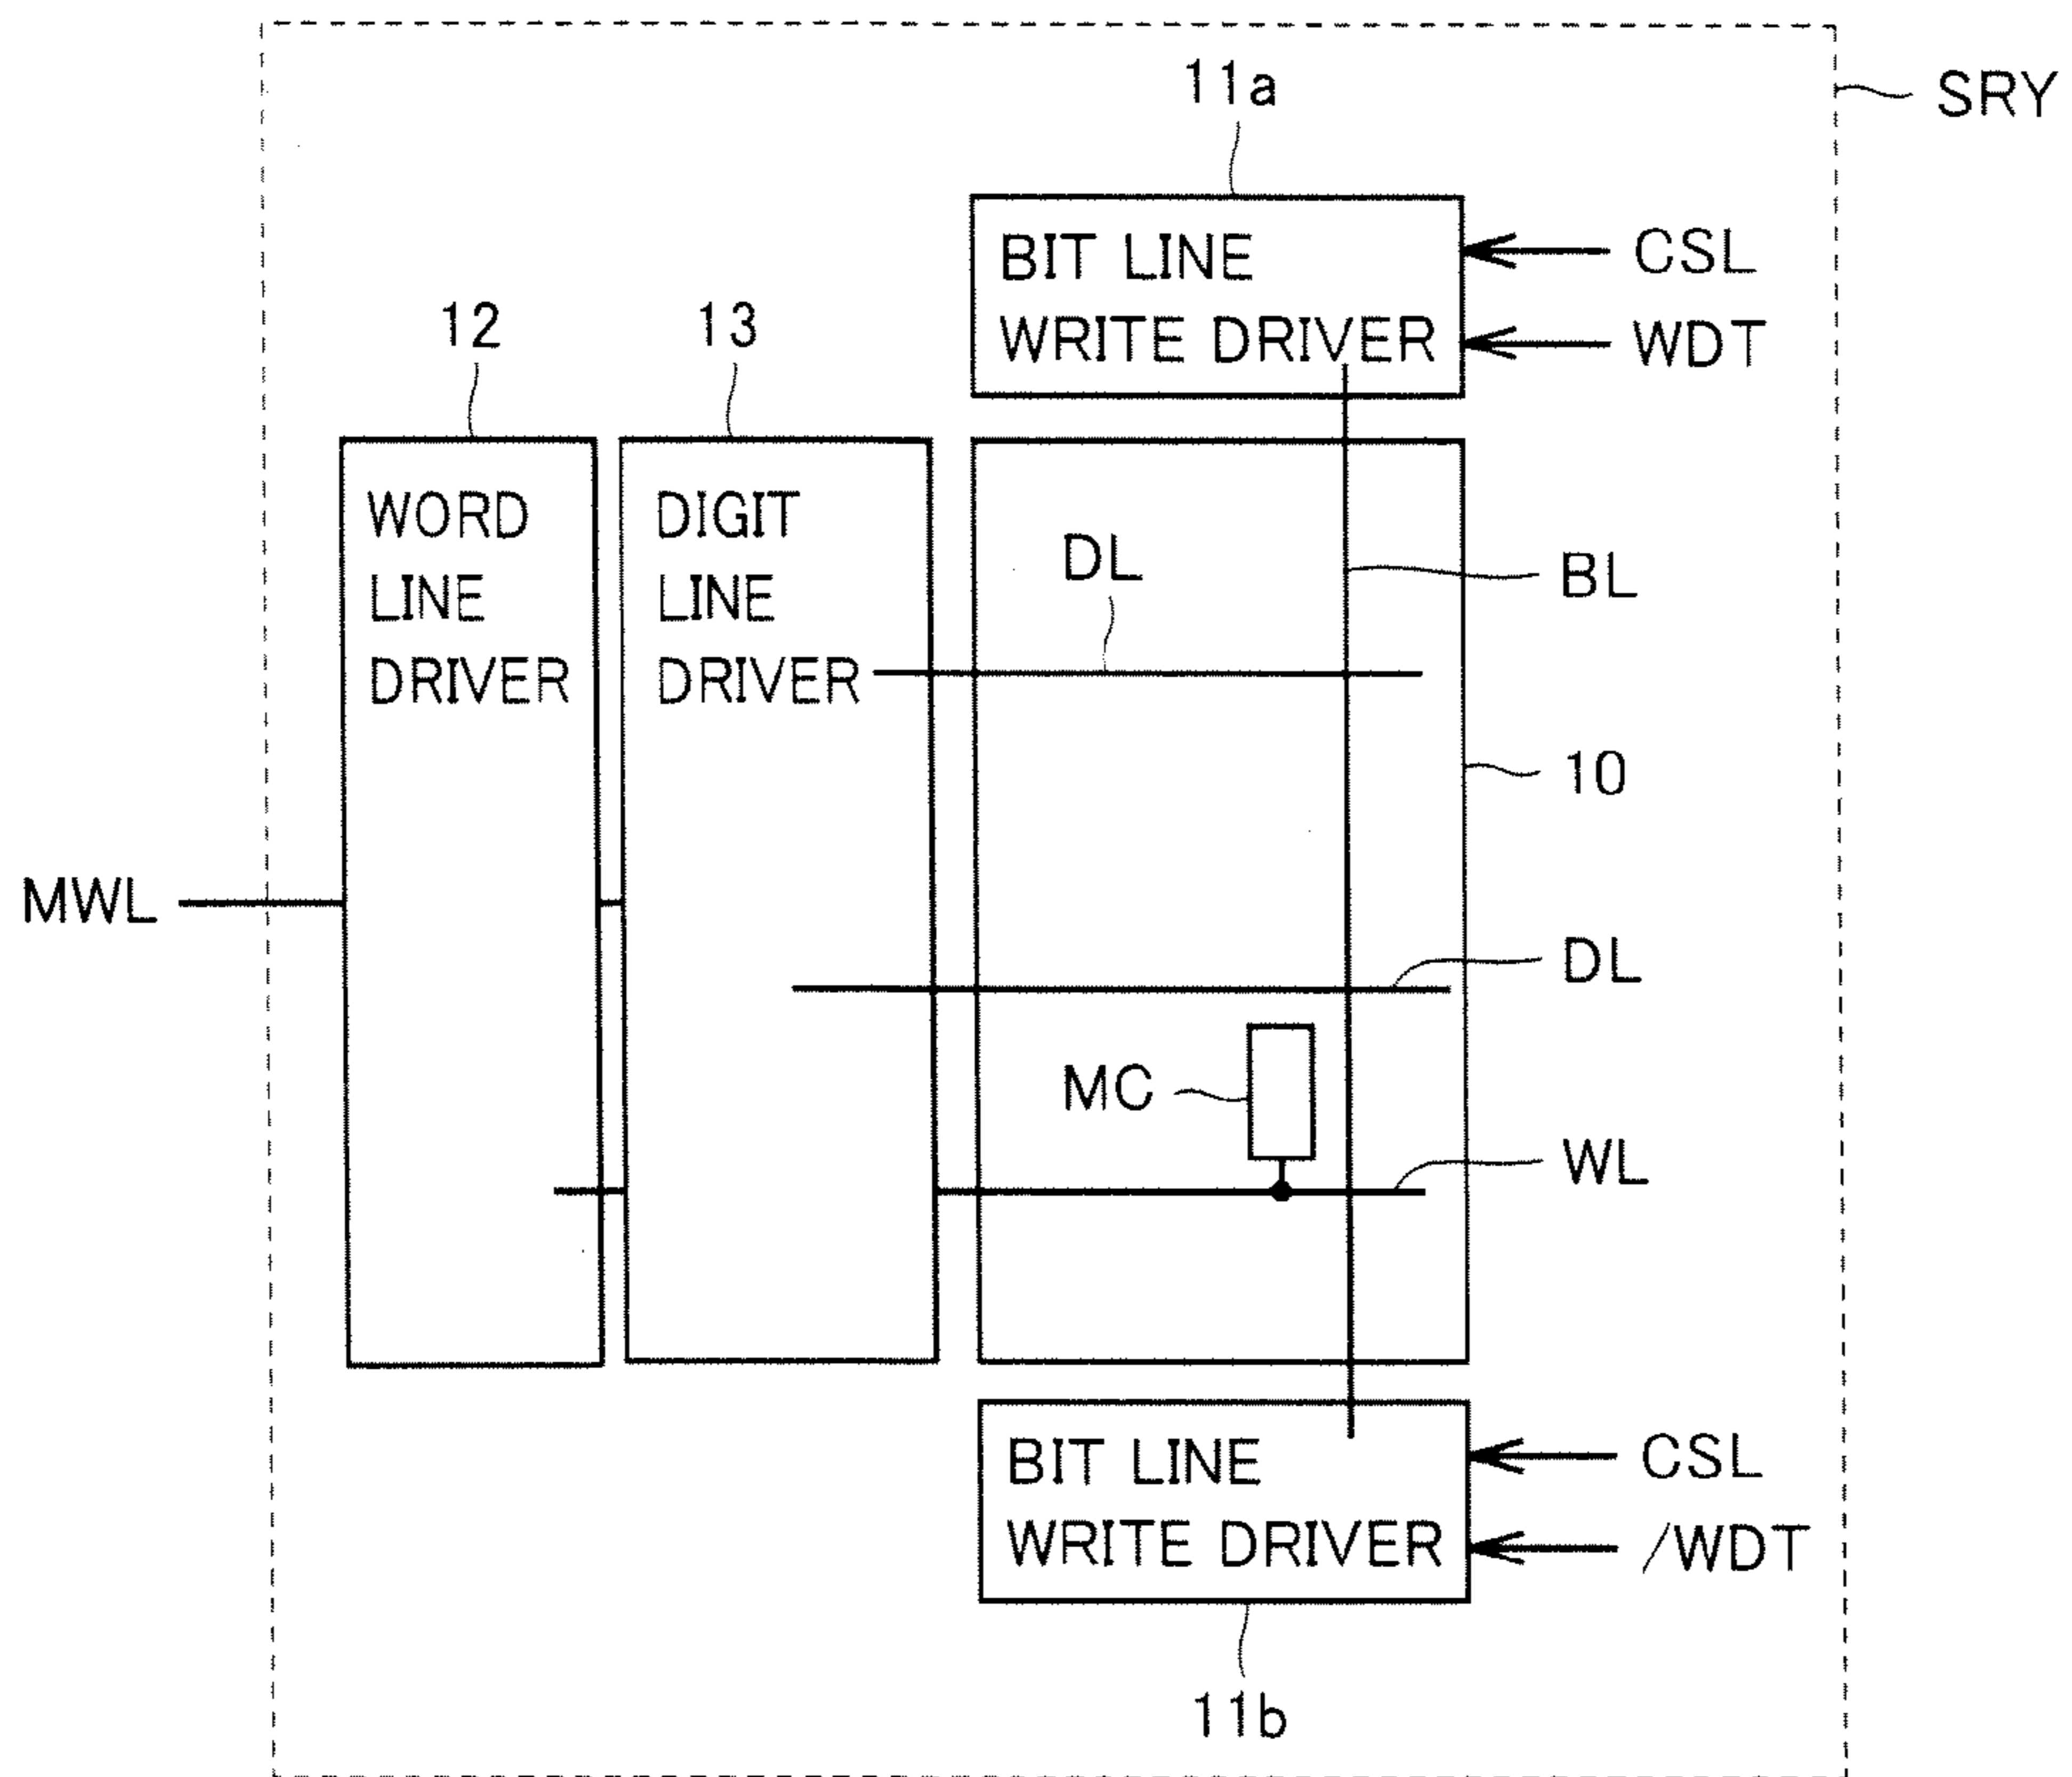 SRY
11a
BIT LINE
WRITE DRIVER
CSL
WDT
12
13
WORD
LINE
DRIVER
DIGIT
LINE
DRIVER
DL
BL
10
MWL
DL
MC
WL
BIT LINE
WRITE DRIVER
CSL
/WDT
11b